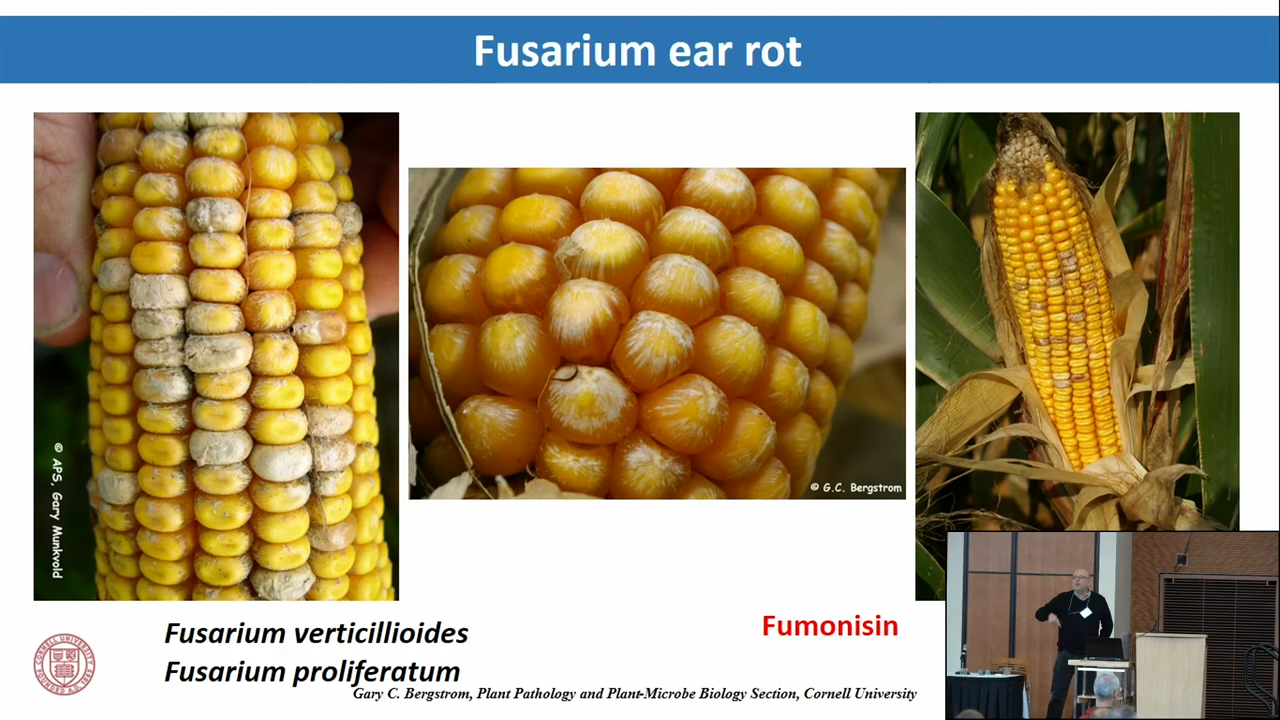 Fusarium ear rot
© APS, Gary Munkvold
© G.C. Bergstrom
Fusarium verticillioides
Fusarium proliferatum
Fumonisin
Gary C. Bergstrom, Plant Pathology and Plant-Microbe Biology Section, Cornell University